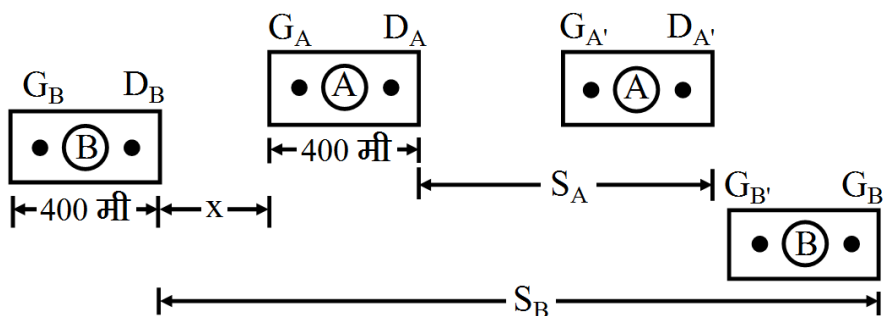 G_A D_A G_A' D_A'
A A
G_B D_B
B
400 मी
400 मी x
S_A
G_B' G_B
B
S_B